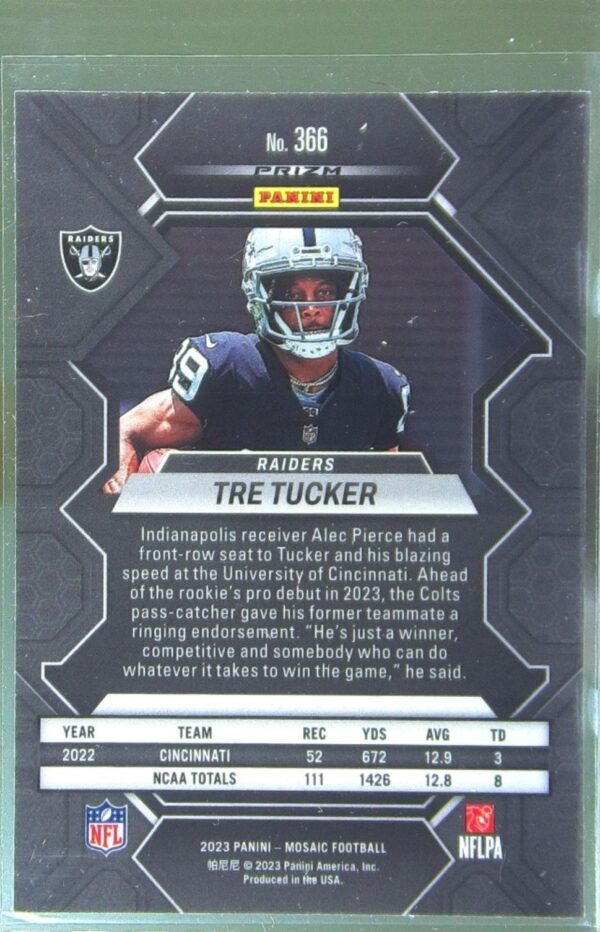 No. 366
PRIZM
PANINI
RAIDERS
RAIDERS
TRE TUCKER
Indianapolis receiver Alec Pierce had a
front-row seat to Tucker and his blazing
speed at the University of Cincinnati. Ahead
of the rookie's pro debut in 2023, the Colts
pass-catcher gave his former teammate a
ringing endorsement. “He's just a winner,
competitive and somebody who can do
whatever it takes to win the game,” he said.
YEAR TEAM REC YDS AVG TD
2022 CINCINNATI 52 672 12.9 3
NCAA TOTALS 111 1426 12.8 8
NFL
NFLPA
2023 PANINI – MOSAIC FOOTBALL
帕尼尼 © 2023 Panini America, Inc.
Produced in the USA.